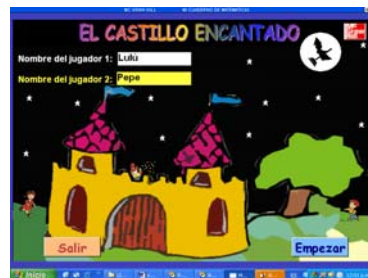 EL CASTILLO ENCANTADO
Nombre del jugador 1: Lulú
Nombre del jugador 2: Pepe
Salir
Empezar
Inicio